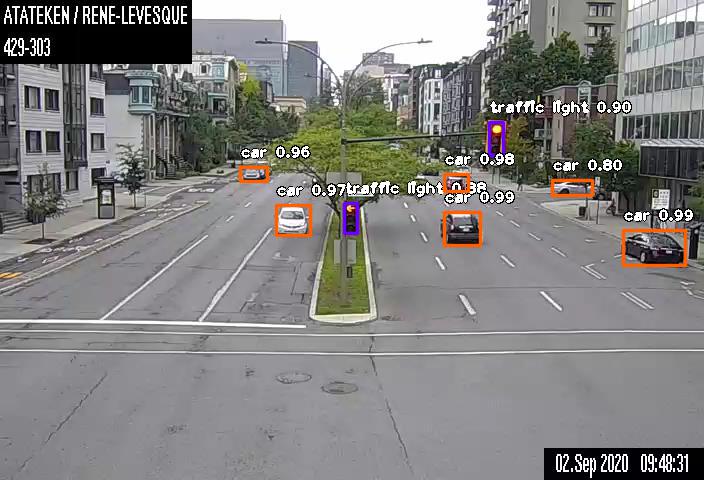 ATATEKEN / RENE-LEVESQUE
429-303
traffic light 0.90
car 0.96
car 0.98
car 0.80
car 0.97
traffic light 0.88
car 0.99
car 0.99
02.Sep 2020 09:48:31